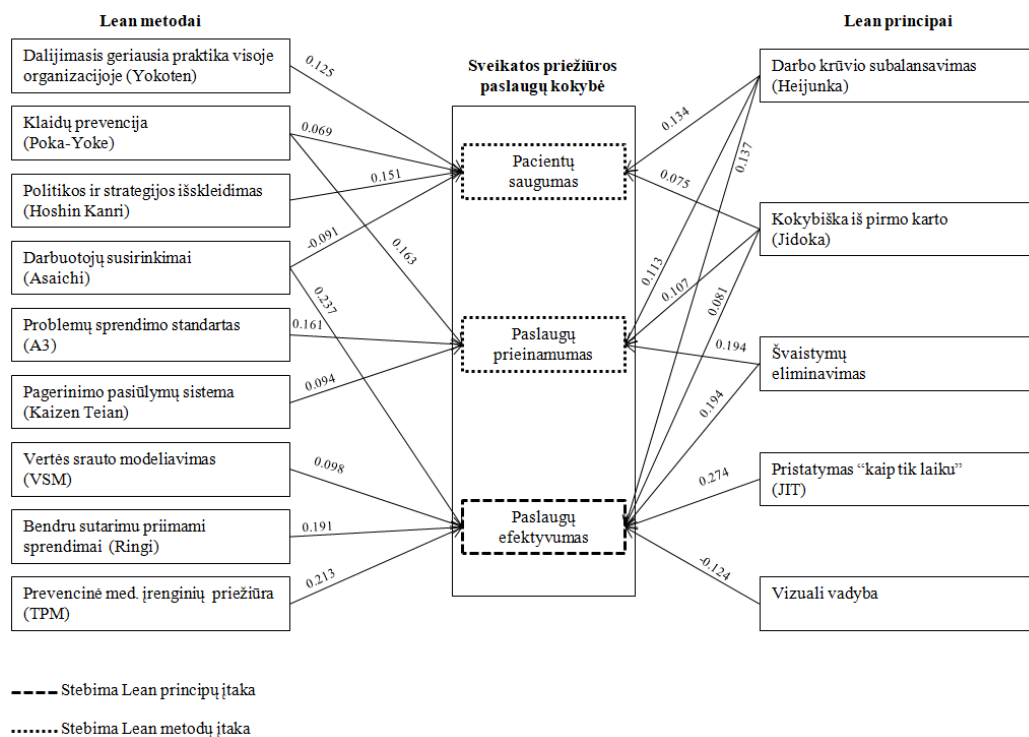 Lean metodai
Dalijimasis geriausia praktika visoje
organizacijoje (Yokoten)
Klaidų prevencija
(Poka-Yoke)
Politikos ir strategijos išskleidimas
(Hoshin Kanri)
Darbuotojų susirinkimai
(Asaichi)
Problemų sprendimo standartas
(A3)
Pagerinimo pasiūlymų sistema
(Kaizen Teian)
Vertės srauto modeliavimas
(VSM)
Bendru sutarimu priimami
sprendimai (Ringi)
Prevencinė med. įrenginių priežiūra
(TPM)
0.125
0.069
0.151
-0.091
0.163
0.237
0.161
0.094
0.098
0.191
0.213
Sveikatos priežiūros
paslaugų kokybė
Pacientų
saugumas
Paslaugų
prieinamumas
Paslaugų
efektyvumas
0.134
0.137
0.075
0.113
0.107
0.081
0.194
0.194
0.274
-0.124
Lean principai
Darbo krūvio subalansavimas
(Heijunka)
Kokybiška iš pirmo karto
(Jidoka)
Švaistymų
eliminavimas
Pristatymas “kaip tik laiku”
(JIT)
Vizuali vadyba
Stebima Lean principų įtaka
Stebima Lean metodų įtaka